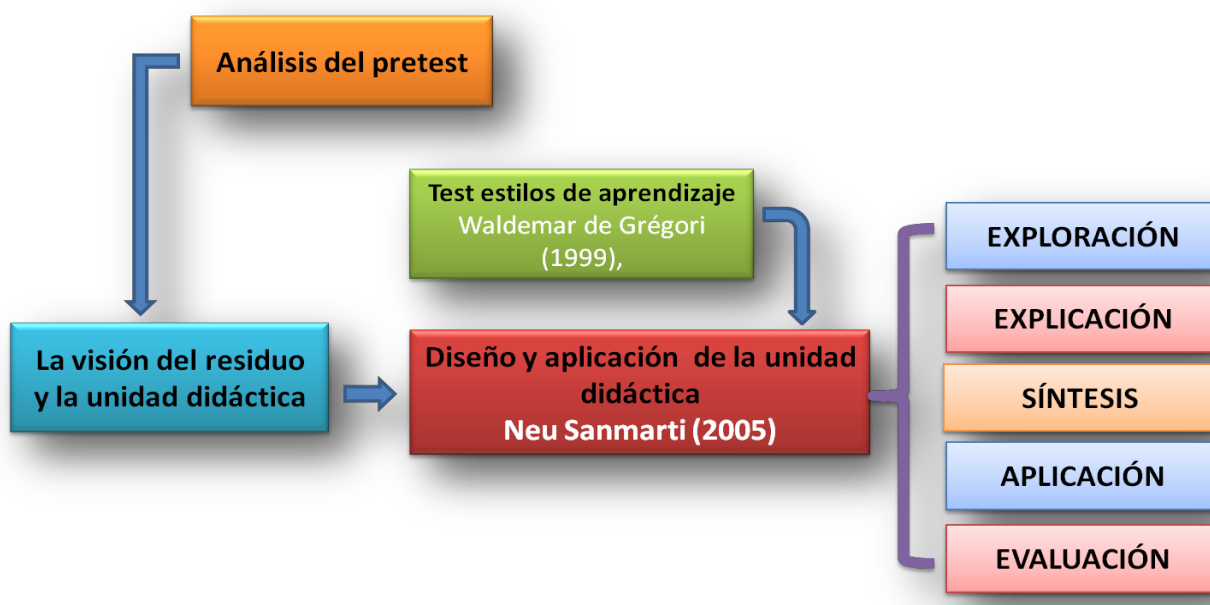 Análisis del pretest
Test estilos de aprendizaje
Waldemar de Grégori
(1999),
La visión del residuo
y la unidad didáctica
Diseño y aplicación de la unidad
didáctica
Neu Sanmarti (2005)
EXPLORACIÓN
EXPLICACIÓN
SÍNTESIS
APLICACIÓN
EVALUACIÓN